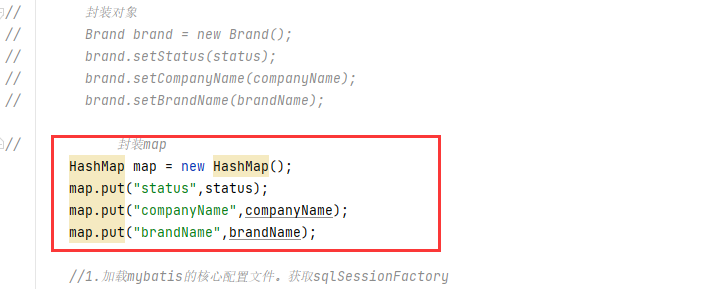 // 封装对象
// Brand brand = new Brand();
// brand.setStatus(status);
// brand.setCompanyName(companyName);
// brand.setBrandName(brandName);
// 封装map
HashMap map = new HashMap();
map.put("status",status);
map.put("companyName",companyName);
map.put("brandName",brandName);
//1.加载mybatis的核心配置文件. 获取sqlSessionFactory